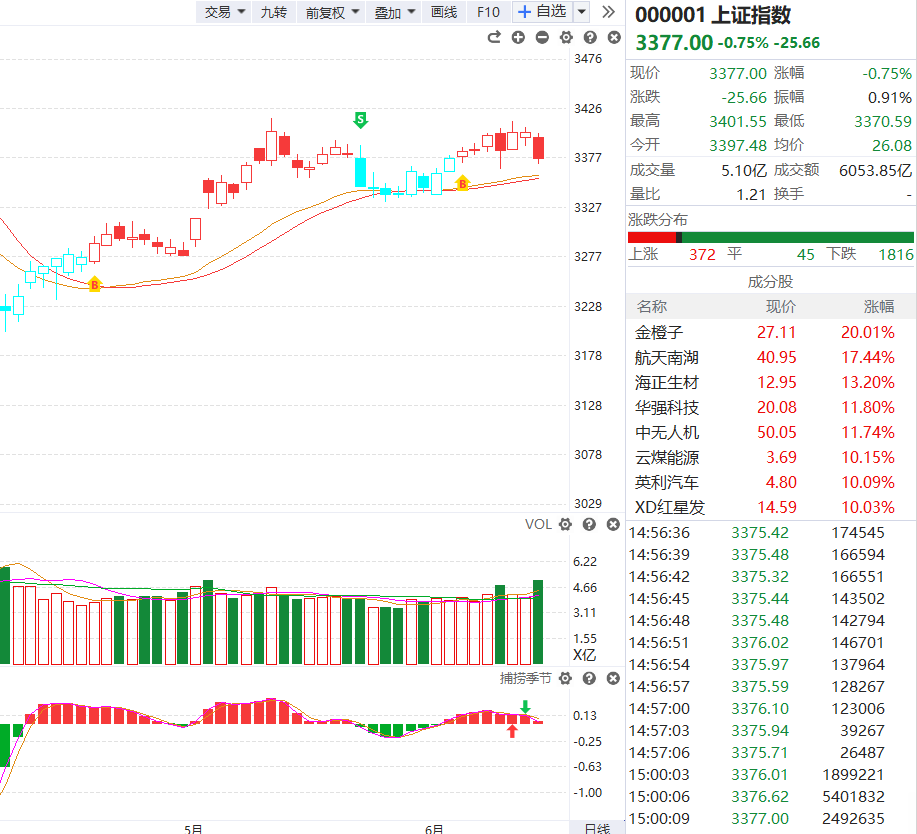 交易 九转 前复权 叠加 画线 F10 自选
3476
3426
3377
3327
3277
3228
3178
3128
3078
3029
S
B
B
VOL
6.22
4.66
3.11
1.55
X亿
捕捞季节
0.13
-0.25
-0.63
-1.00
5月 6月 日线
000001 上证指数
3377.00 -0.75% -25.66
现价 3377.00 涨幅 -0.75%
涨跌 -25.66 振幅 0.91%
最高 3401.55 最低 3370.59
今开 3397.48 均价 26.08
成交量 5.10亿 成交额 6053.85亿
量比 1.21 换手 -
涨跌分布
上涨 372 平 45 下跌 1816
成分股
名称 现价 涨幅
金橙子 27.11 20.01%
航天南湖 40.95 17.44%
海正生材 12.95 13.20%
华强科技 20.08 11.80%
中无人机 50.05 11.74%
云煤能源 3.69 10.15%
英利汽车 4.80 10.09%
XD红星发 14.59 10.03%
14:56:36 3375.42 174545
14:56:39 3375.48 166594
14:56:42 3375.32 166551
14:56:45 3375.44 143502
14:56:48 3375.48 142794
14:56:51 3376.02 146701
14:56:54 3375.97 137964
14:56:57 3375.59 128267
14:57:00 3376.10 123006
14:57:03 3375.94 39267
14:57:06 3375.71 26487
15:00:03 3376.01 1899221
15:00:06 3376.62 5401832
15:00:09 3377.00 2492635